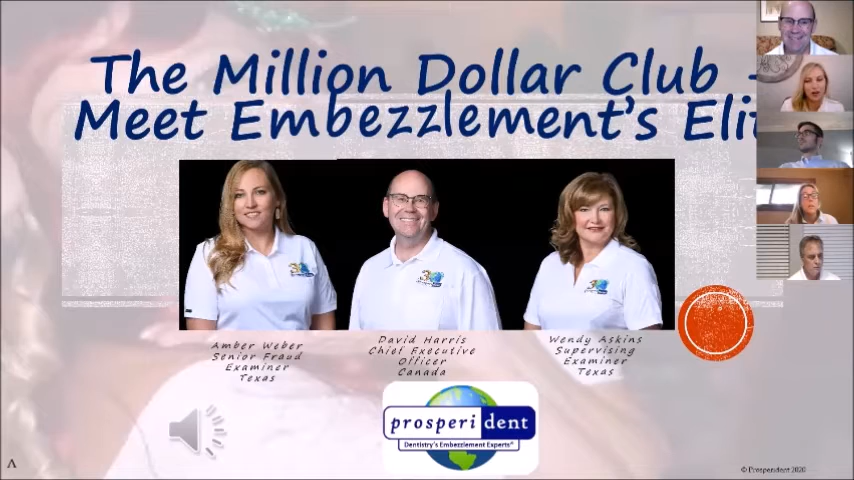 The Million Dollar Club -
Meet Embezzlement's Elit
Amber Weber
Senior Fraud
Examiner
Texas
David Harris
Chief Executive
Officer
Canada
Wendy Askins
Supervising
Examiner
Texas
prosperident
Dentistry's Embezzlement Experts®
© Prosperident 2020